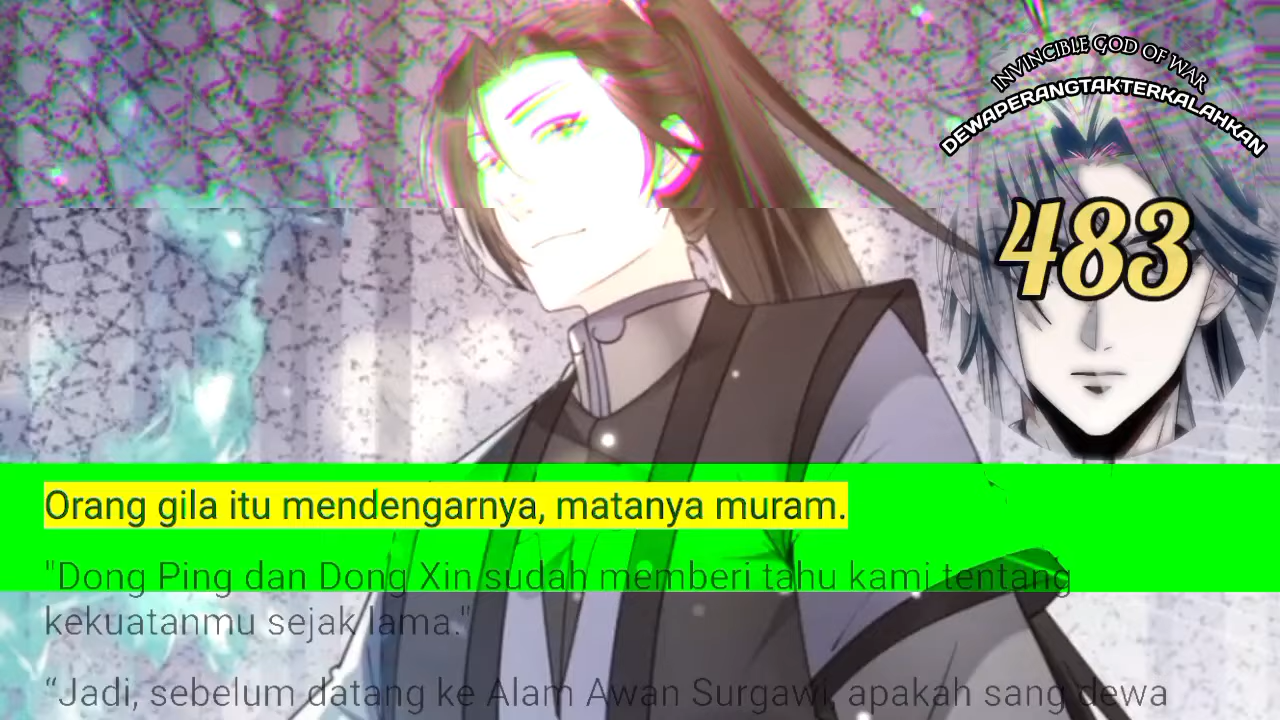 INVINCIBLE GOD OF WAR
DEWAPERANGTAKTERKALAHKAN
483
Orang gila itu mendengarnya, matanya muram.
"Dong Ping dan Dong Xin sudah memberi tahu kami tentang
kekuatanmu sejak lama."
“Jadi, sebelum datang ke Alam Awan Surgawi, apakah sang dewa